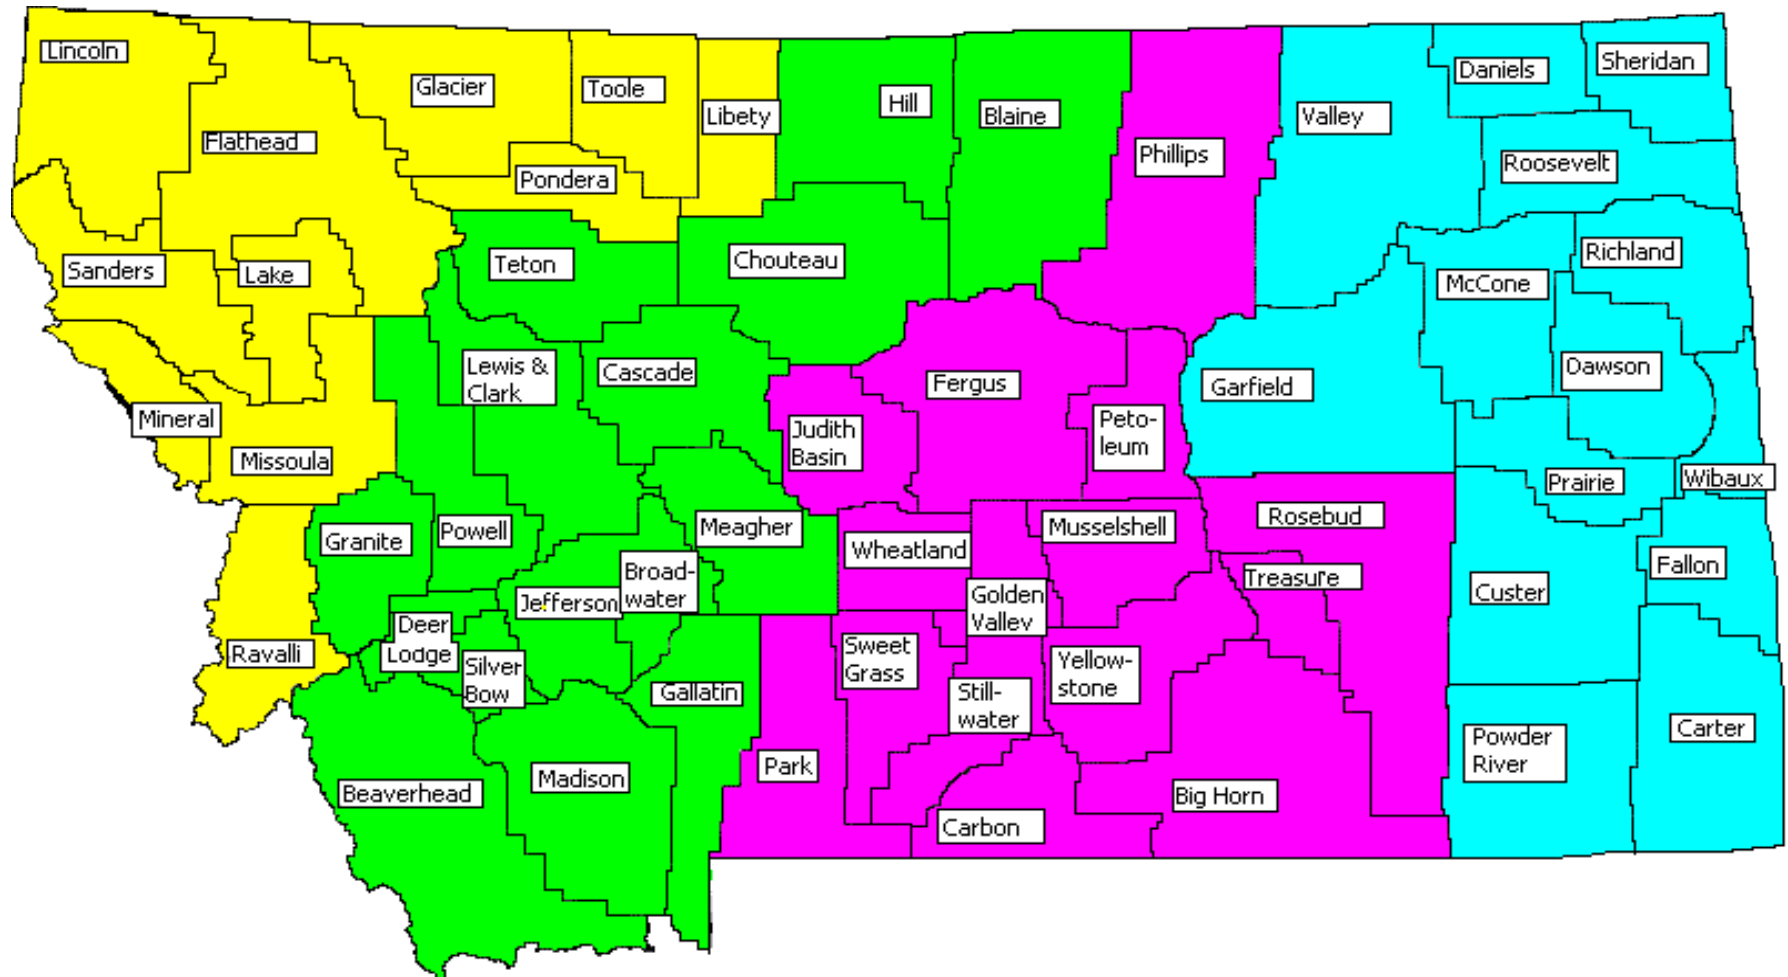 Lincoln
Flathead
Glacier
Toole
Libety
Hill
Blaine
Phillips
Valley
Daniels
Sheridan
Roosevelt
Pondera
Sanders
Lake
Teton
Chouteau
McCone
Richland
Mineral
Missoula
Lewis &
Clark
Cascade
Judith
Basin
Fergus
Peto-
leum
Garfield
Dawson
Prairie
Wibaux
Granite
Powell
Meagher
Wheatland
Musselshell
Rosebud
Treasure
Custer
Fallon
Ravalli
Deer
Lodge
Silver
Bow
Jefferson
Broad-
water
Gallatin
Sweet
Grass
Golden
Valley
Still-
water
Yellow-
stone
Powder
River
Carter
Beaverhead
Madison
Park
Carbon
Big Horn